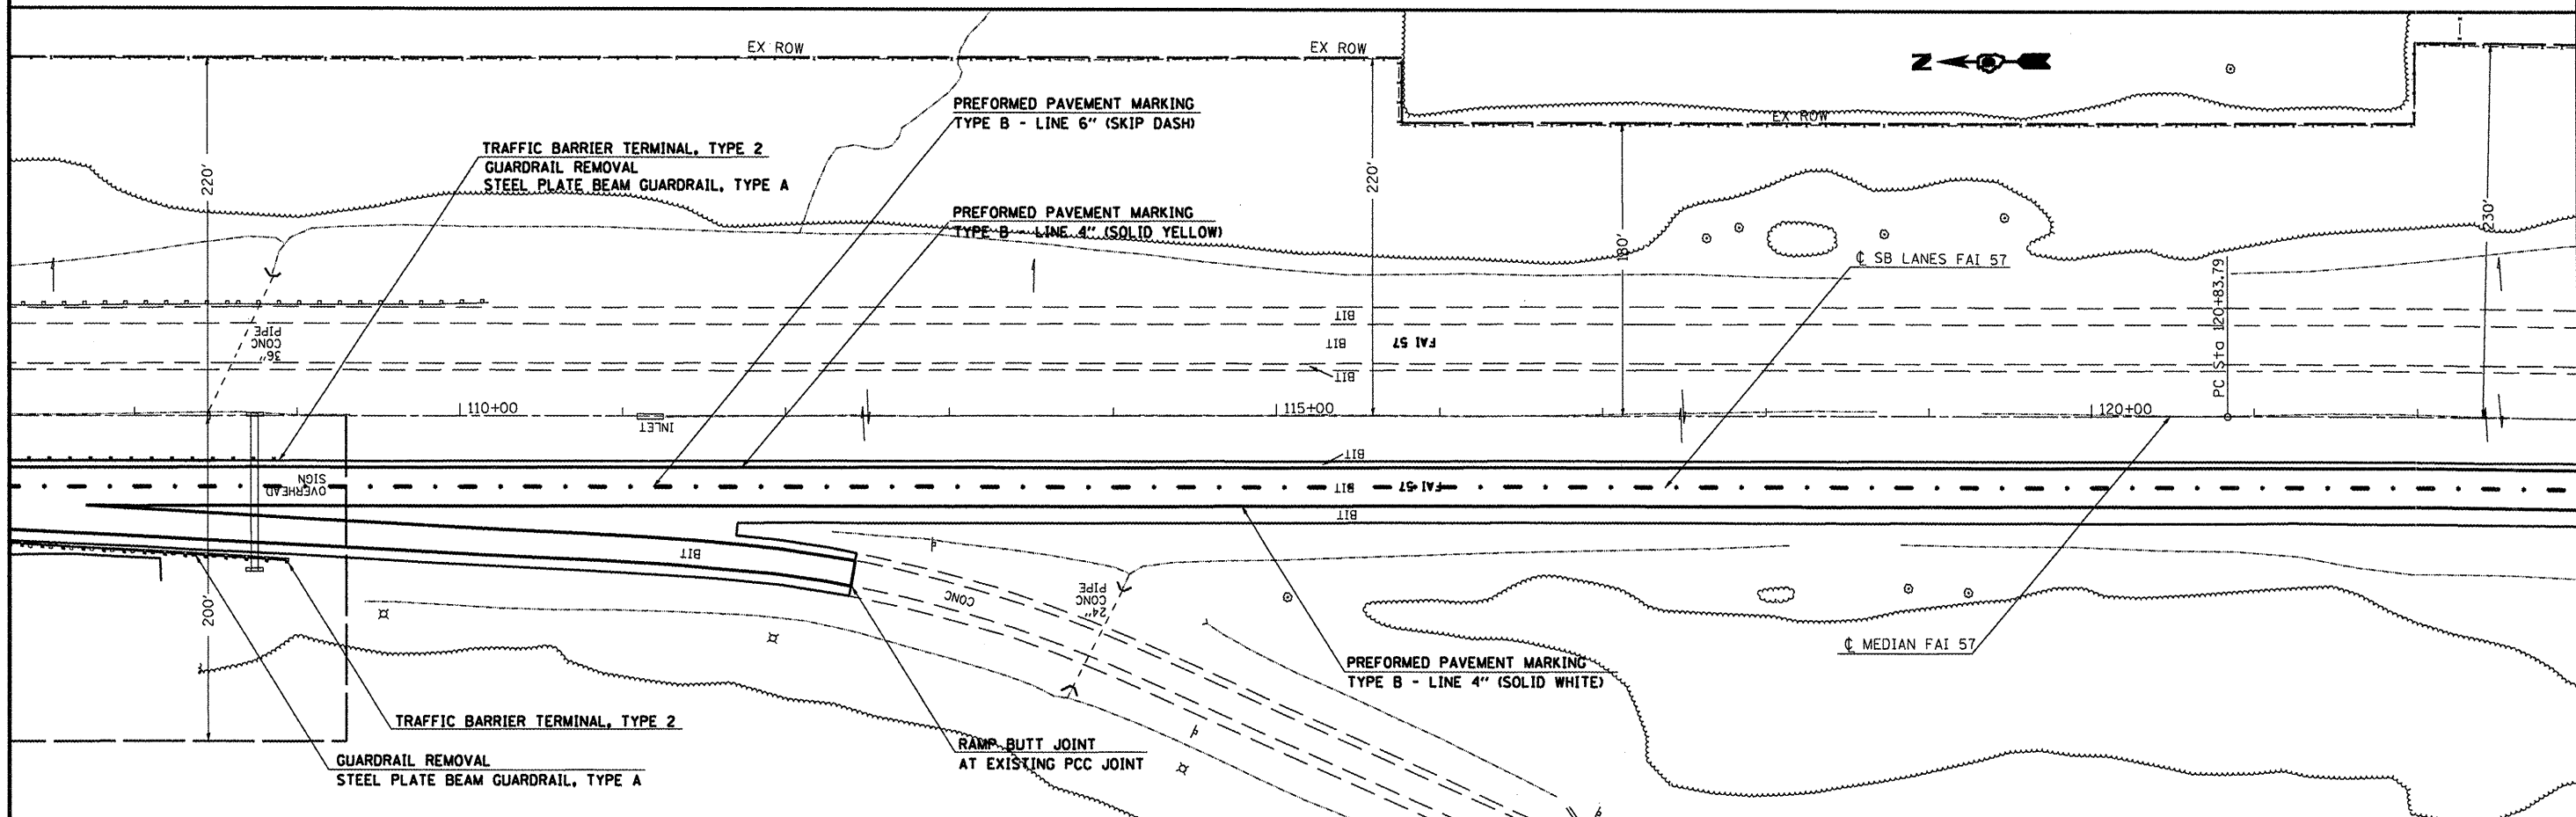 EX ROW
EX ROW
N
EX ROW
PREFORMED PAVEMENT MARKING
TYPE B - LINE 6" (SKIP DASH)
TRAFFIC BARRIER TERMINAL, TYPE 2
GUARDRAIL REMOVAL
STEEL PLATE BEAM GUARDRAIL, TYPE A
220'
220'
180'
230'
PREFORMED PAVEMENT MARKING
TYPE B - LINE 4" (SOLID YELLOW)
℄ SB LANES FAI 57
PC Sta 120+83.79
36"
CONC
PIPE
BIT
BIT
FAI 57
BIT
110+00
INLET
115+00
120+00
BIT
OVERHEAD
SIGN
BIT
FAI 57
BIT
BIT
CONC
24"
CONC
PIPE
200'
℄ MEDIAN FAI 57
PREFORMED PAVEMENT MARKING
TYPE B - LINE 4" (SOLID WHITE)
TRAFFIC BARRIER TERMINAL, TYPE 2
RAMP BUTT JOINT
AT EXISTING PCC JOINT
GUARDRAIL REMOVAL
STEEL PLATE BEAM GUARDRAIL, TYPE A